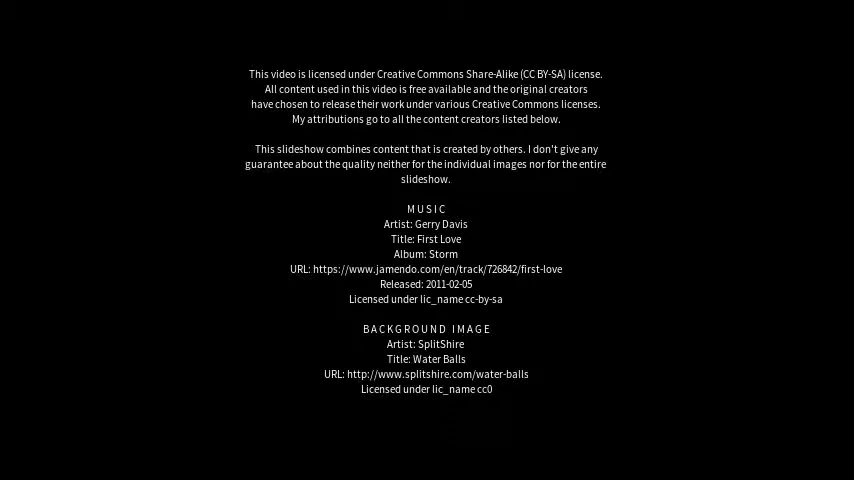 This video is licensed under Creative Commons Share-Alike (CC BY-SA) license.
All content used in this video is free available and the original creators
have chosen to release their work under various Creative Commons licenses.
My attributions go to all the content creators listed below.
This slideshow combines content that is created by others. I don't give any
guarantee about the quality neither for the individual images nor for the entire
slideshow.
MUSIC
Artist: Gerry Davis
Title: First Love
Album: Storm
URL: https://www.jamendo.com/en/track/726842/first-love
Released: 2011-02-05
Licensed under lic_name cc-by-sa
BACKGROUND IMAGE
Artist: SplitShire
Title: Water Balls
URL: http://www.splitshire.com/water-balls
Licensed under lic_name cc0